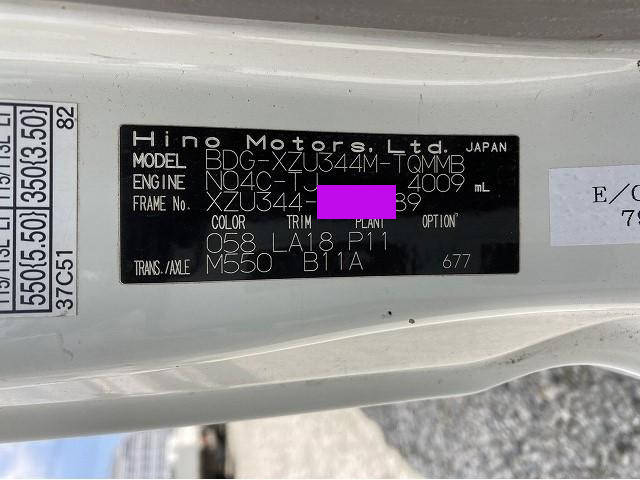 Hino Motors, Ltd. JAPAN
MODEL BDG-XZU344M-TQMMB
ENGINE N04C-TJ 4009 mL
FRAME No. XZU344- 89
COLOR TRIM PLANT OPTION
058 LA18 P11
TRANS./AXLE M550 B11A 677
550{5.50} 350{3.50}
37C51 82
E/